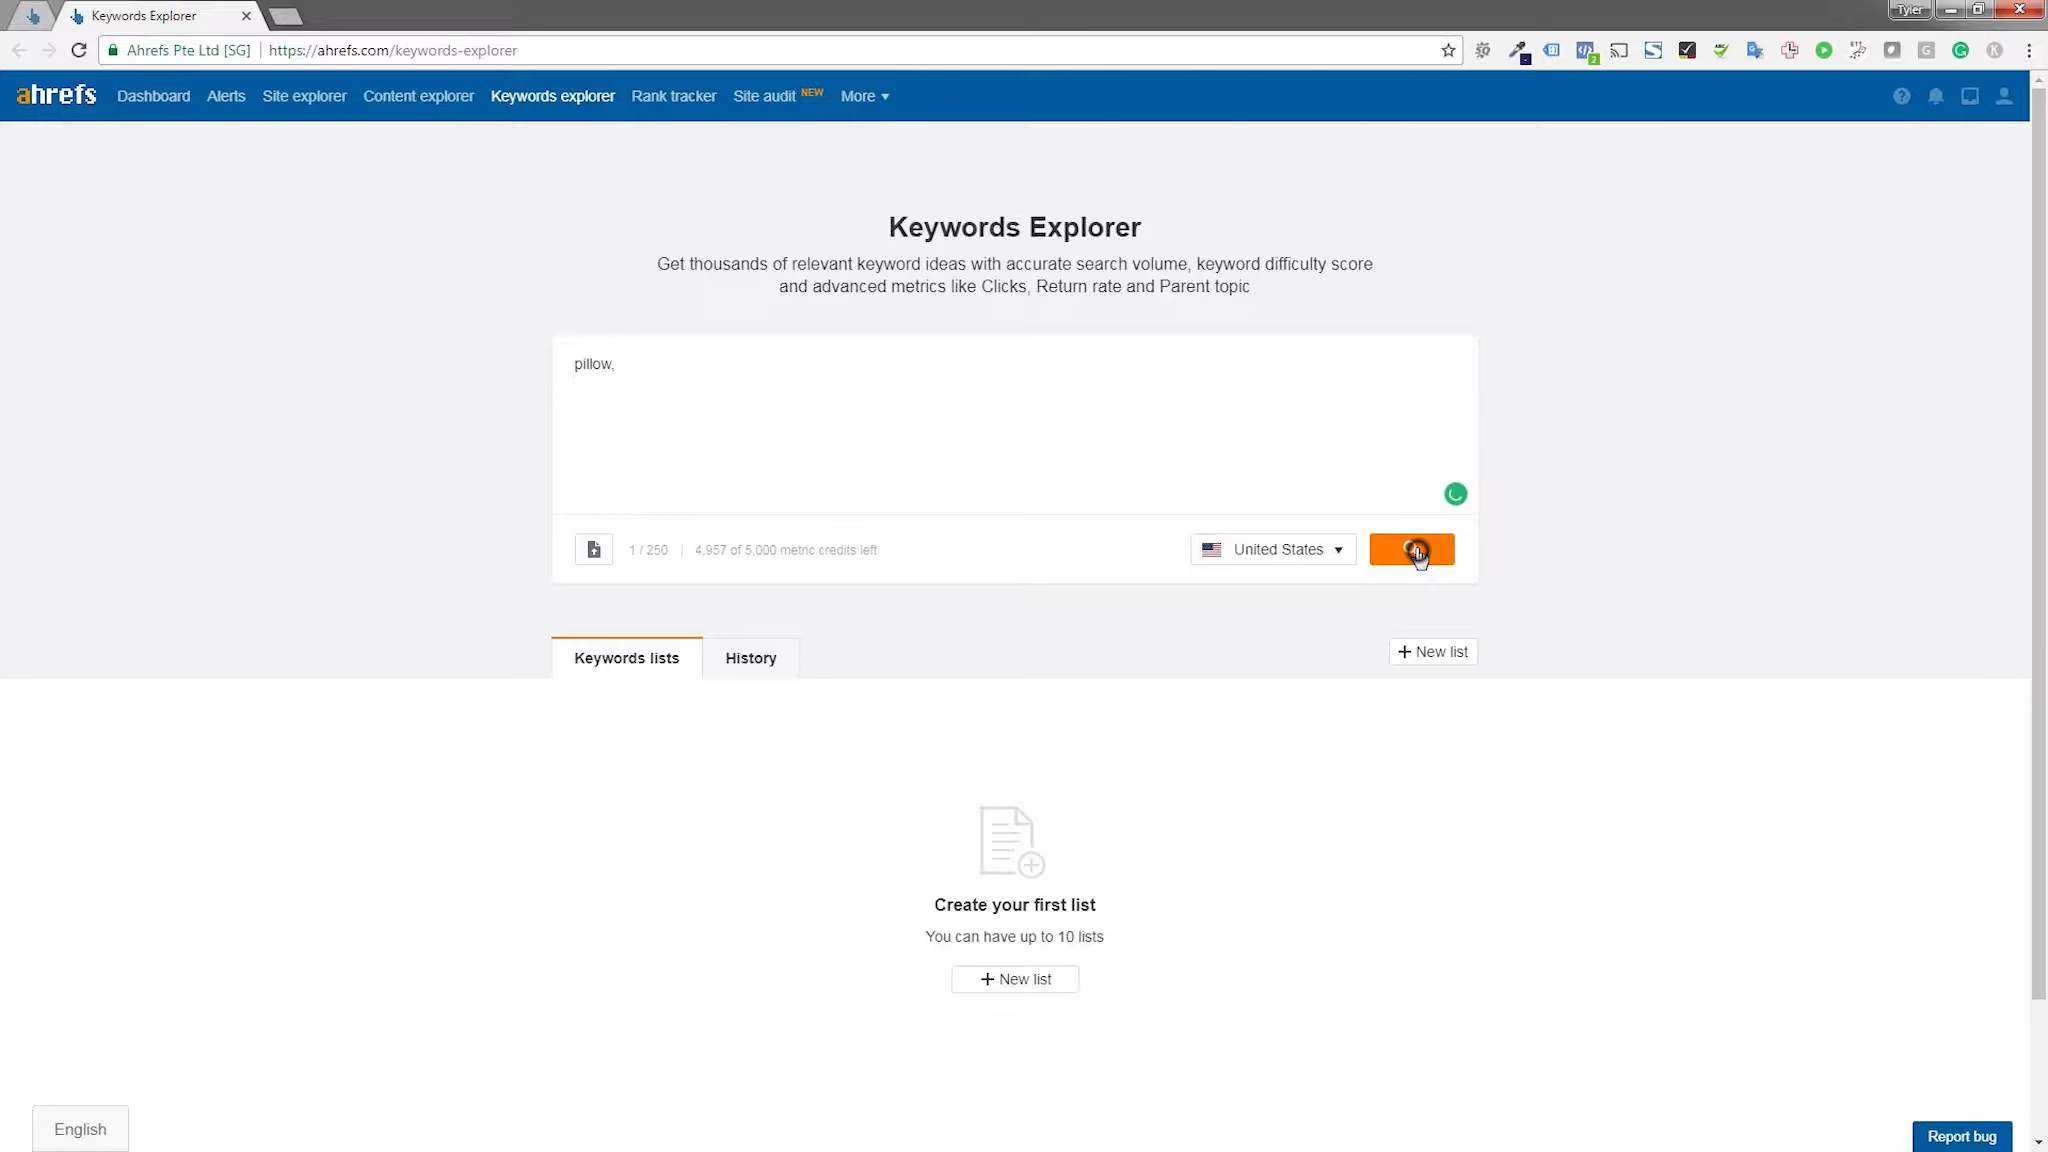 Keywords Explorer
Tyler
Ahrefs Pte Ltd [SG] | https://ahrefs.com/keywords-explorer
2
ahrefs Dashboard Alerts Site explorer Content explorer Keywords explorer Rank tracker Site audit NEW More
Keywords Explorer
Get thousands of relevant keyword ideas with accurate search volume, keyword difficulty score
and advanced metrics like Clicks, Return rate and Parent topic
pillow,
1 / 250 | 4,957 of 5,000 metric credits left United States
Keywords lists History + New list
Create your first list
You can have up to 10 lists
+ New list
English
Report bug